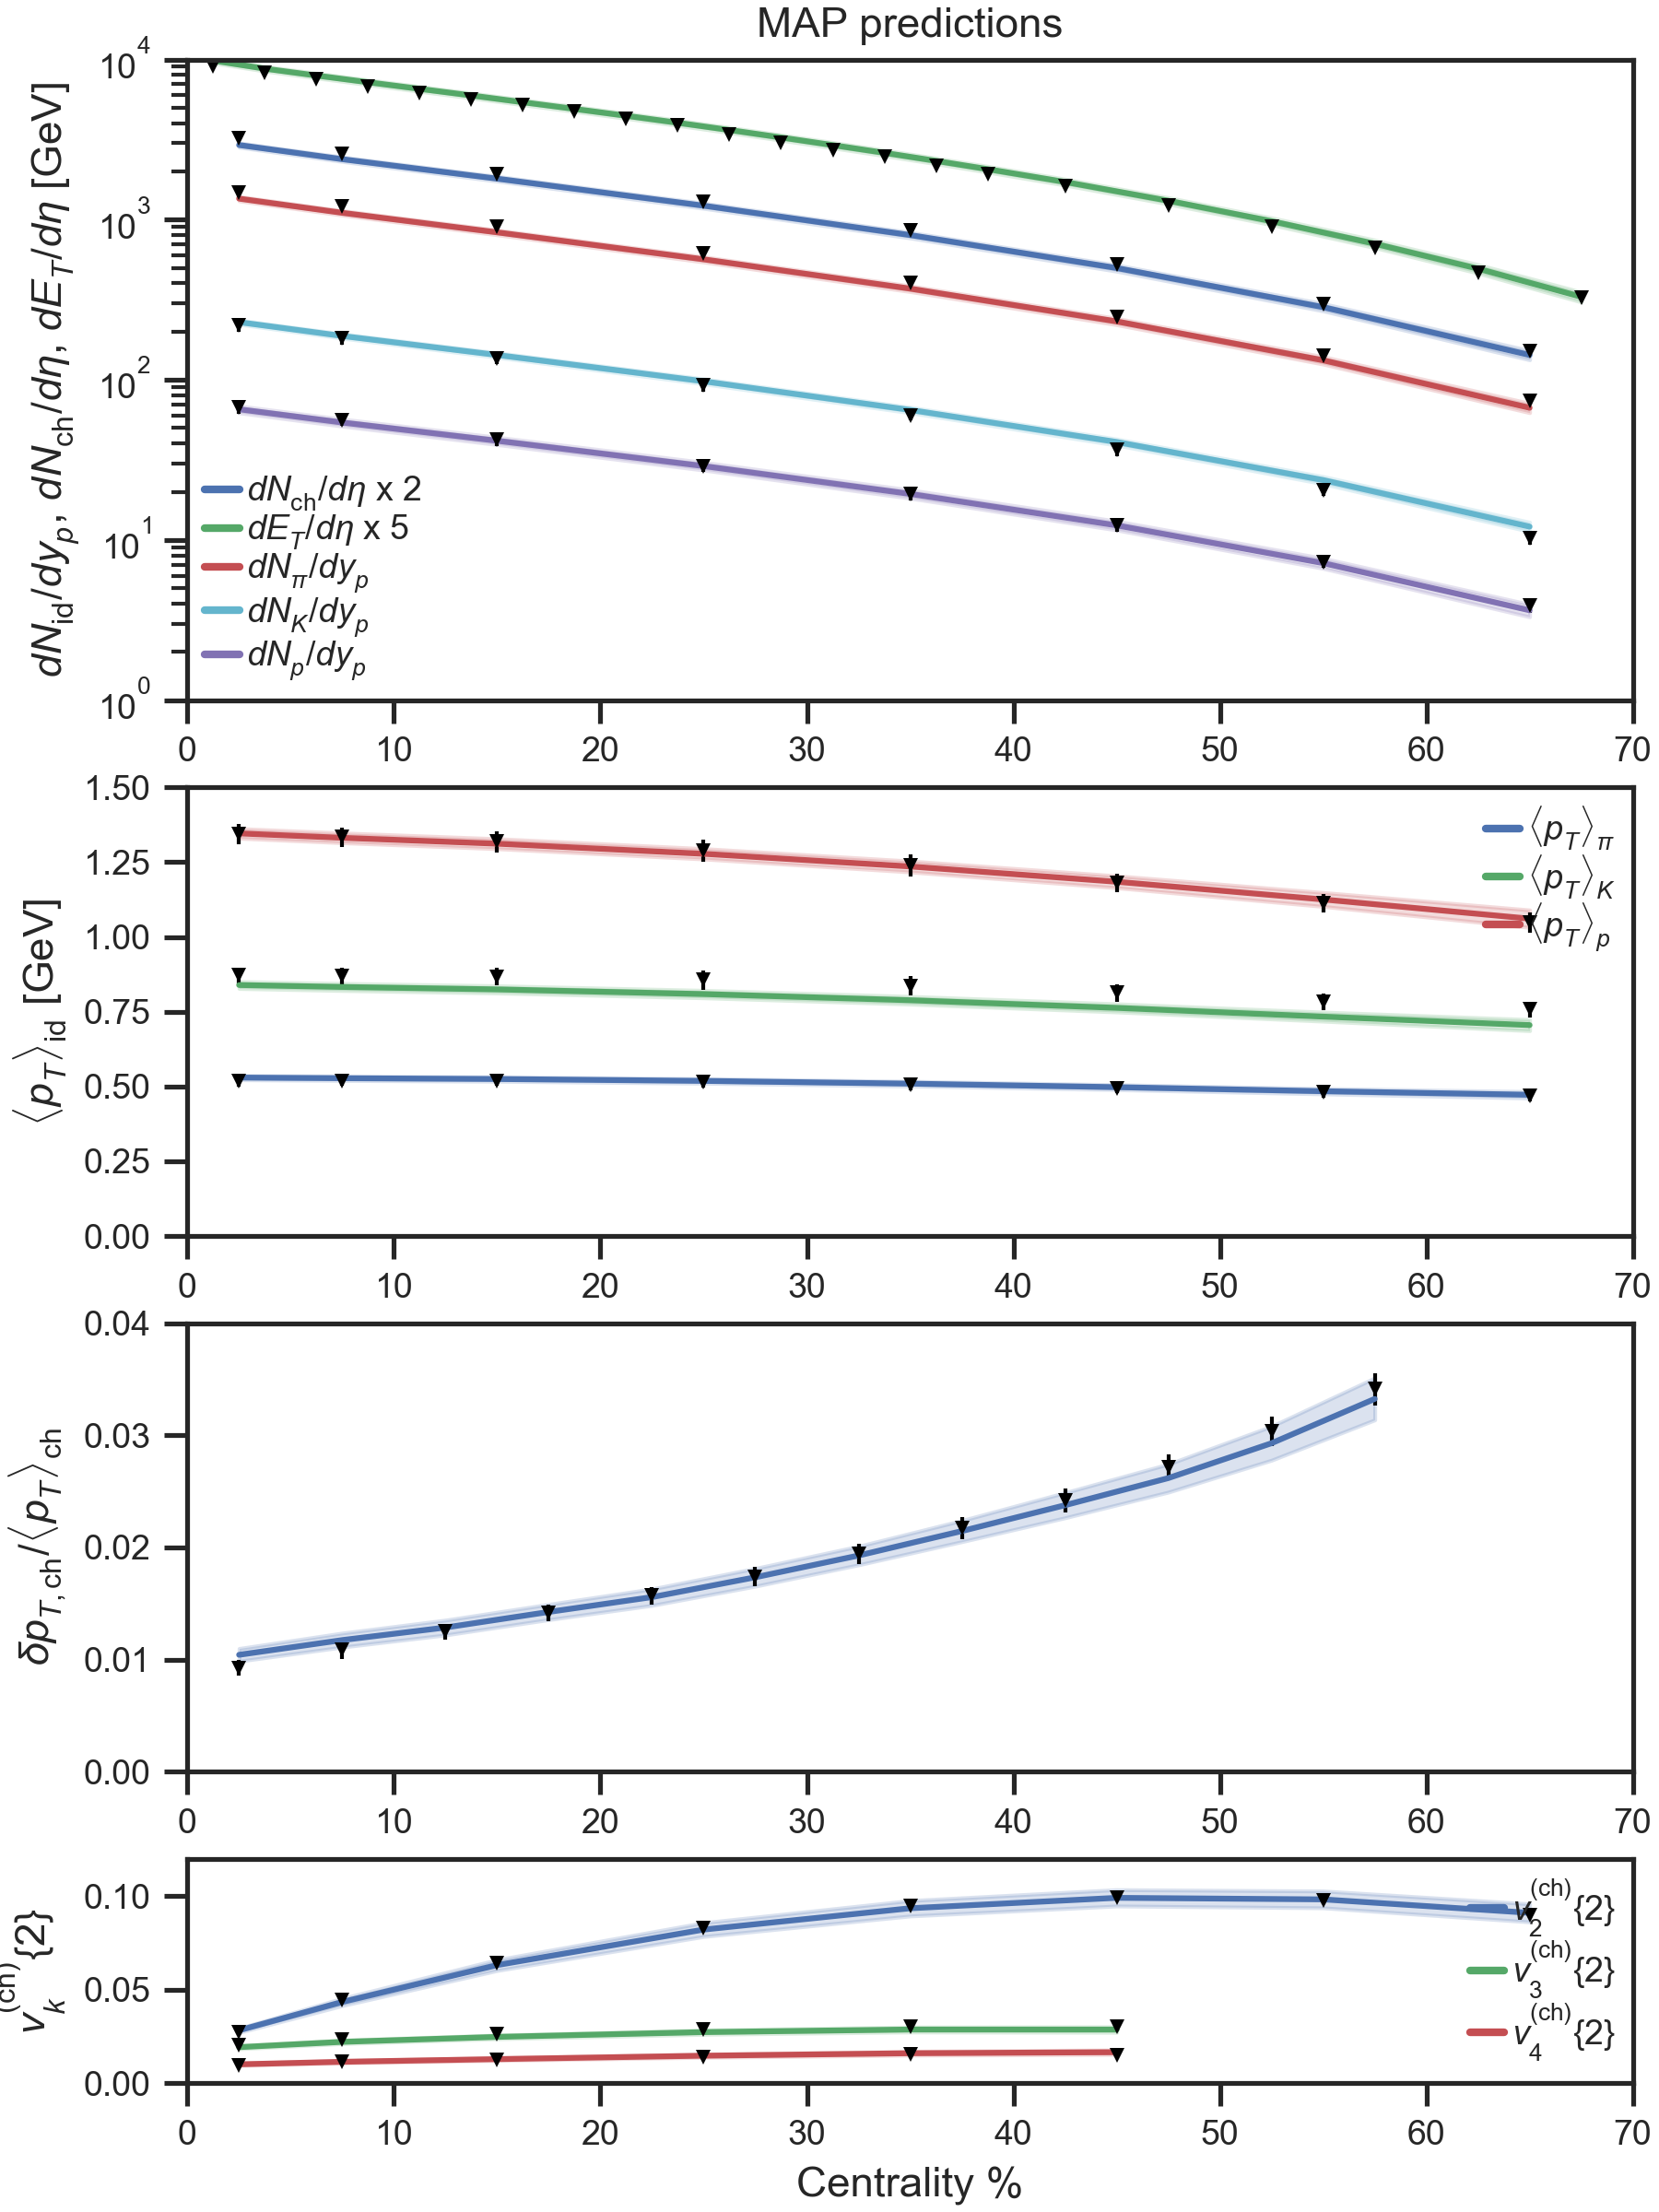 MAP predictions
dN_id/dy_p, dN_ch/dη, dE_T/dη [GeV]
10^4
10^3
10^2
10^1
10^0
dN_ch/dη x 2
dE_T/dη x 5
dN_π/dy_p
dN_K/dy_p
dN_p/dy_p
0 10 20 30 40 50 60 70
⟨p_T⟩_id [GeV]
1.50
1.25
1.00
0.75
0.50
0.25
0.00
⟨p_T⟩_π
⟨p_T⟩_K
⟨p_T⟩_p
0 10 20 30 40 50 60 70
δp_T,ch/⟨p_T⟩_ch
0.04
0.03
0.02
0.01
0.00
0 10 20 30 40 50 60 70
v_k^(ch){2}
0.10
0.05
0.00
v_2^(ch){2}
v_3^(ch){2}
v_4^(ch){2}
0 10 20 30 40 50 60 70
Centrality %